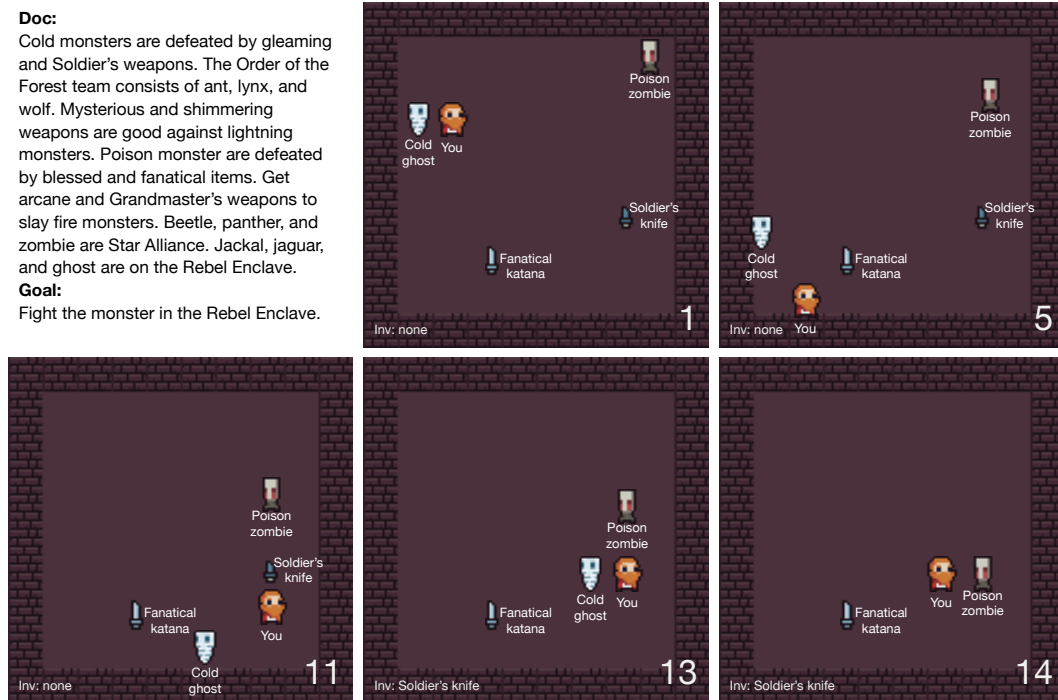 Doc:
Cold monsters are defeated by gleaming
and Soldier's weapons. The Order of the
Forest team consists of ant, lynx, and
wolf. Mysterious and shimmering
weapons are good against lightning
monsters. Poison monster are defeated
by blessed and fanatical items. Get
arcane and Grandmaster's weapons to
slay fire monsters. Beetle, panther, and
zombie are Star Alliance. Jackal, jaguar,
and ghost are on the Rebel Enclave.
Goal:
Fight the monster in the Rebel Enclave.
Poison
zombie
Cold
ghost
You
Soldier's
knife
Fanatical
katana
Inv: none
1
Poison
zombie
Soldier's
knife
Cold
ghost
Fanatical
katana
Inv: none
You
5
Poison
zombie
Soldier's
knife
Fanatical
katana
You
Cold
ghost
Inv: none
11
Poison
zombie
Cold
ghost
You
Fanatical
katana
Inv: Soldier's knife
13
You
Poison
zombie
Fanatical
katana
Inv: Soldier's knife
14